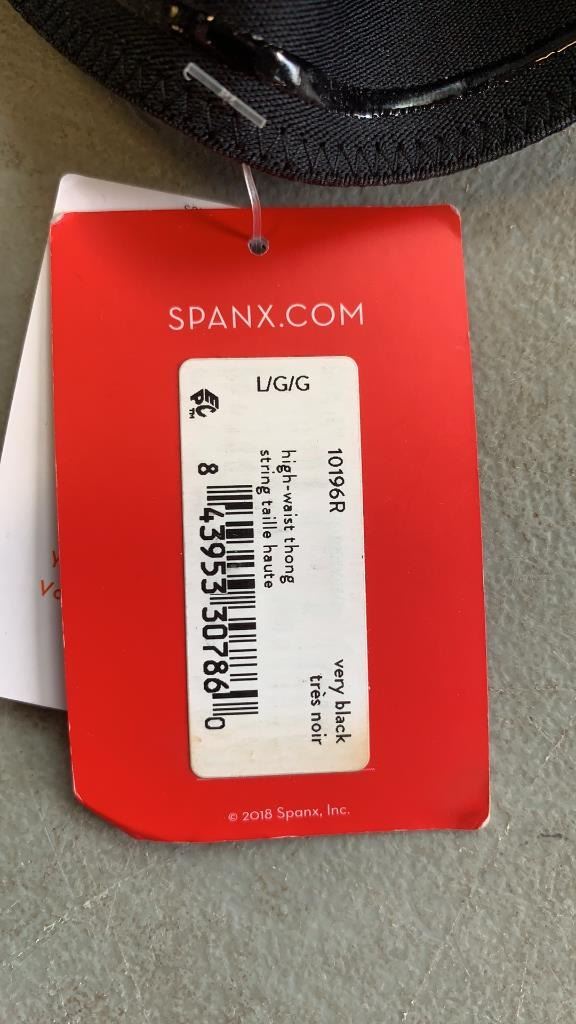 SPANX.COM
L/G/G
EPC™
10196R
high-waist thong
string taille haute
very black
très noir
8 43953 30786 0
© 2018 Spanx, Inc.